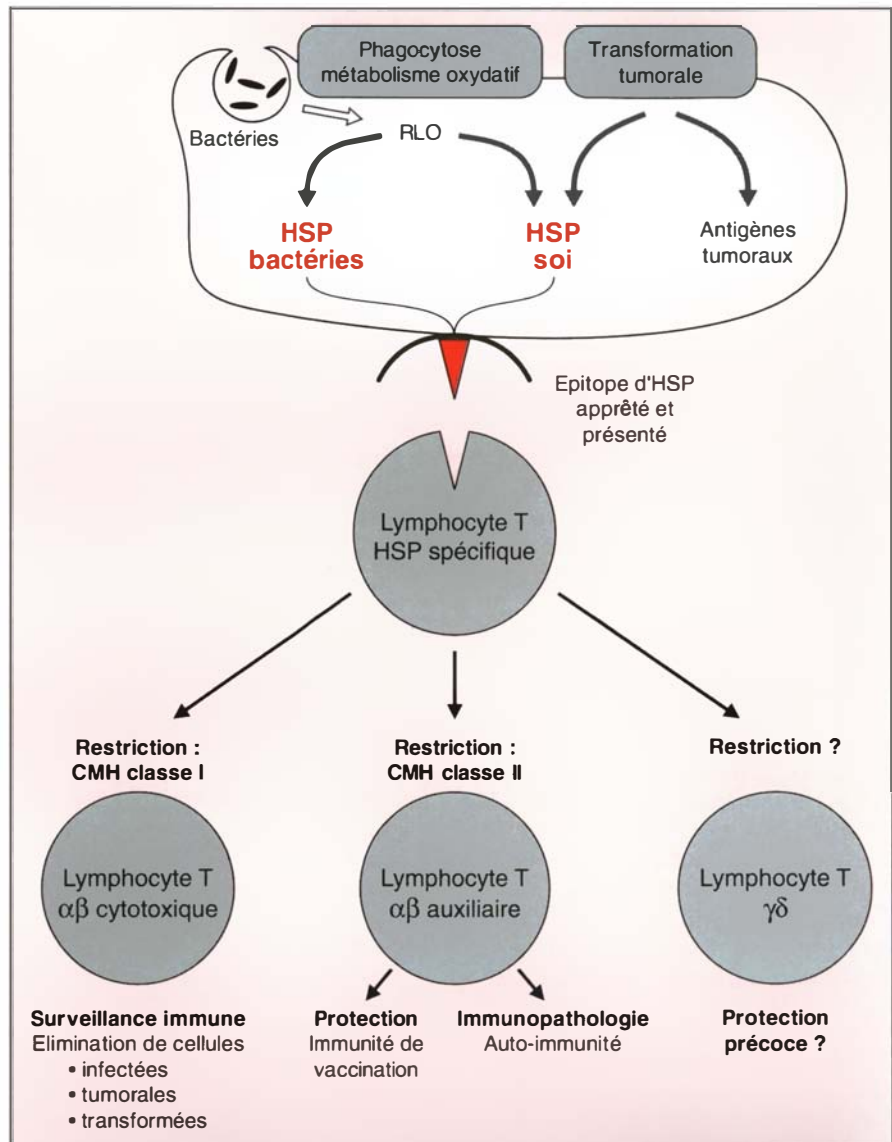 Phagocytose
métabolisme oxydatif
Transformation
tumorale
Bactéries
RLO
HSP
bactéries
HSP
soi
Antigènes
tumoraux
Epitope d'HSP
apprêté et
présenté
Lymphocyte T
HSP spécifique
Restriction :
CMH classe I
Restriction :
CMH classe II
Restriction ?
Lymphocyte T
αβ cytotoxique
Lymphocyte T
αβ auxiliaire
Lymphocyte T
γδ
Surveillance immune
Elimination de cellules
• infectées
• tumorales
• transformées
Protection
Immunité de
vaccination
Immunopathologie
Auto-immunité
Protection
précoce ?